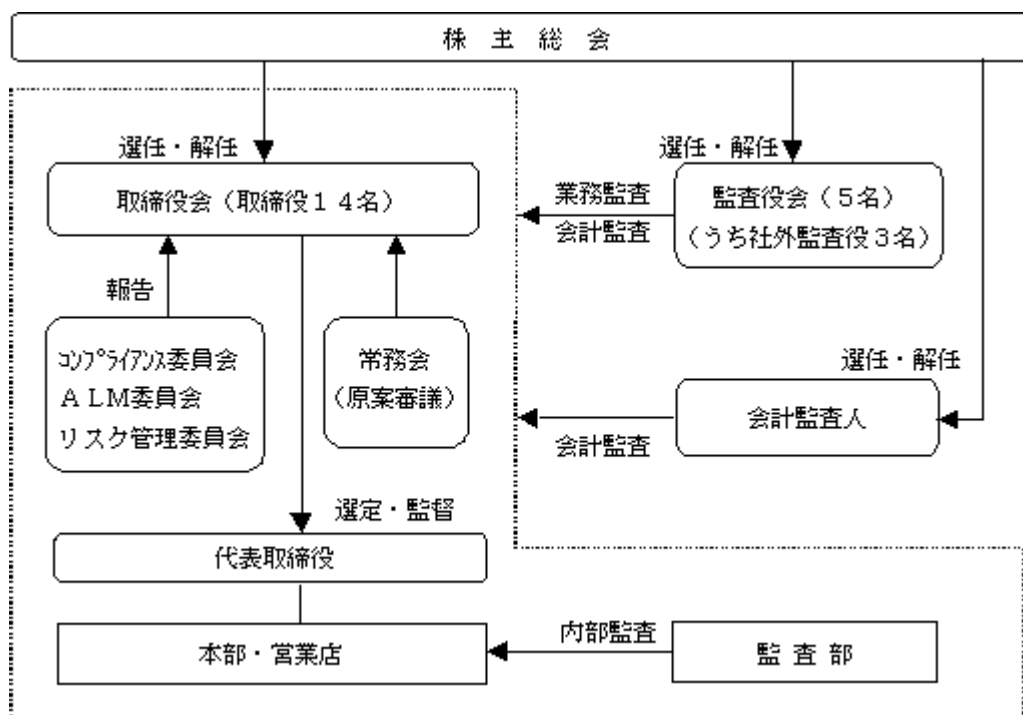 株主総会
選任・解任
選任・解任
取締役会（取締役１４名）
業務監査
会計監査
監査役会（５名）
（うち社外監査役３名）
報告
ｺﾝﾌﾟﾗｲｱﾝｽ委員会
ＡＬＭ委員会
リスク管理委員会
常務会
（原案審議）
選任・解任
会計監査人
会計監査
選定・監督
代表取締役
本部・営業店
内部監査
監査部